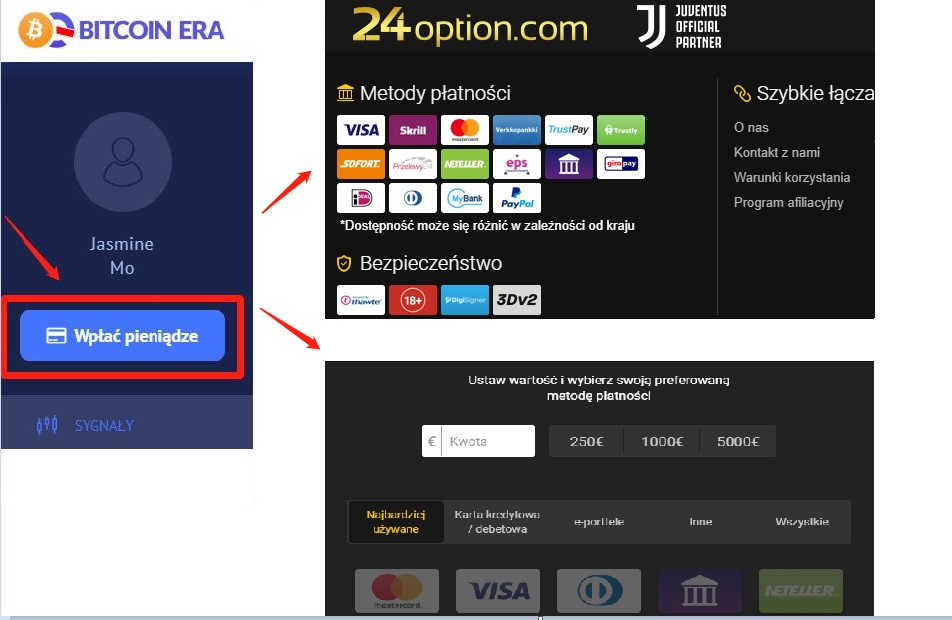 BITCOIN ERA
Jasmine
Mo
Wpłać pieniądze
SYGNAŁY
24option.com
JUVENTUS
OFFICIAL
PARTNER
Metody płatności
VISA Skrill mastercard Verkkopankki TrustPay Trustly
SOFORT. Przelewy24 NETELLER eps giropay
iDEAL MyBank PayPal
*Dostępność może się różnić w zależności od kraju
Bezpieczeństwo
thawte 18+ DigiSigner 3Dv2
Szybkie łącza
O nas
Kontakt z nami
Warunki korzystania
Program afiliacyjny
Ustaw wartość i wybierz swoją preferowaną
metodę płatności
€ Kwota 250€ 1000€ 5000€
Najbardziej
używane
Karta kredytowa
/ debetowa
e-portfele
Inne
Wszystkie
mastercard VISA NETELLER